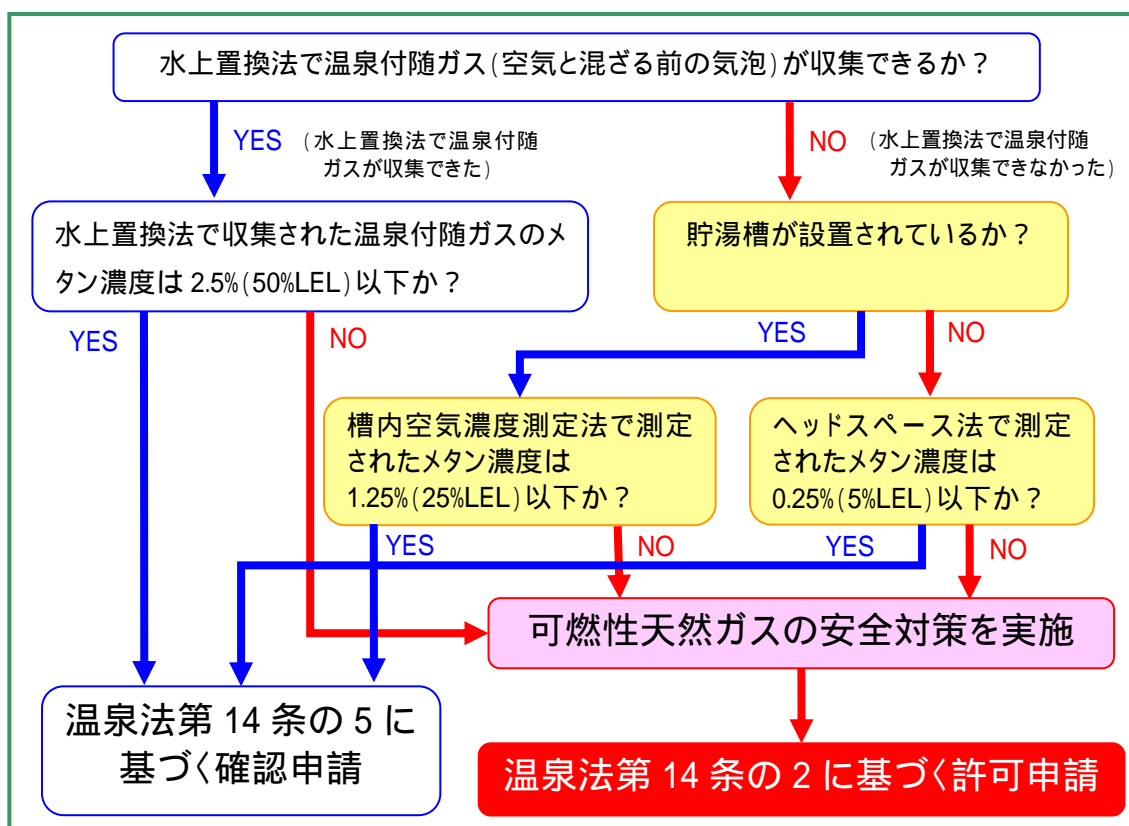 水上置換法で温泉付随ガス(空気と混ざる前の気泡)が収集できるか？
YES (水上置換法で温泉付随
ガスが収集できた)
NO (水上置換法で温泉付随
ガスが収集できなかった)
水上置換法で収集された温泉付随ガスのメ
タン濃度は 2.5%(50%LEL)以下か？
貯湯槽が設置されているか？
YES
NO
YES
NO
槽内空気濃度測定法で測定
されたメタン濃度は
1.25%(25%LEL)以下か？
ヘッドスペース法で測定
されたメタン濃度は
0.25%(5%LEL)以下か？
YES
NO
YES
NO
可燃性天然ガスの安全対策を実施
温泉法第 14 条の 5 に
基づく確認申請
温泉法第 14 条の 2 に基づく許可申請